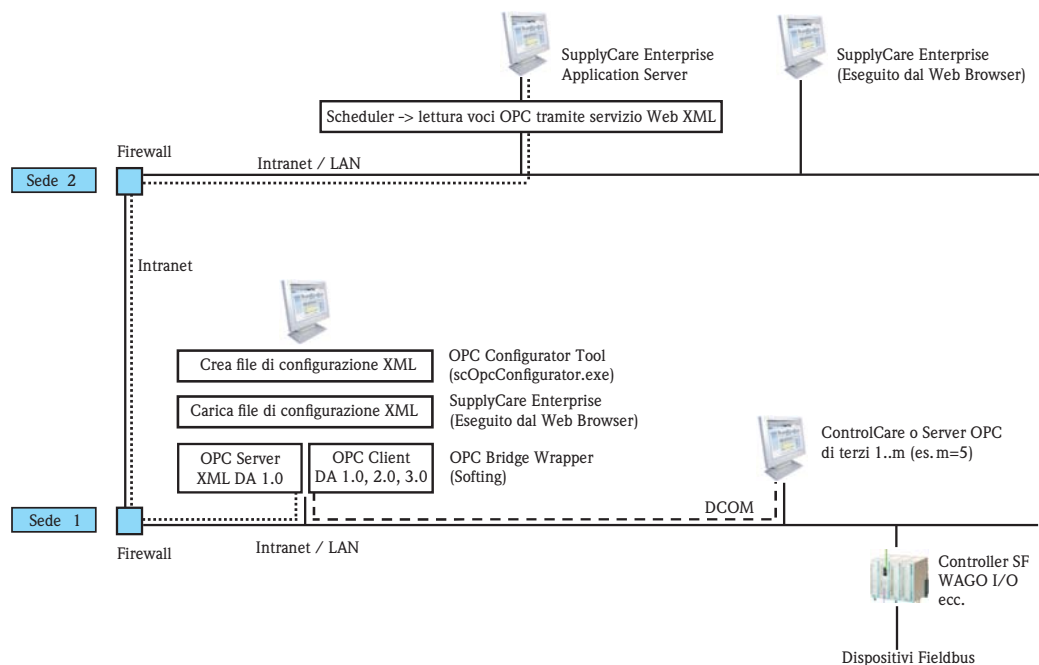 SupplyCare Enterprise
Application Server
SupplyCare Enterprise
(Eseguito dal Web Browser)
Scheduler -> lettura voci OPC tramite servizio Web XML
Firewall
Intranet / LAN
Sede 2
Intranet
Crea file di configurazione XML
OPC Configurator Tool
(scOpcConfigurator.exe)
Carica file di configurazione XML
SupplyCare Enterprise
(Eseguito dal Web Browser)
OPC Server
XML DA 1.0
OPC Client
DA 1.0, 2.0, 3.0
OPC Bridge Wrapper
(Softing)
ControlCare o Server OPC
di terzi 1..m (es. m=5)
DCOM
Sede 1
Firewall
Intranet / LAN
Controller SF
WAGO I/O
ecc.
Dispositivi Fieldbus